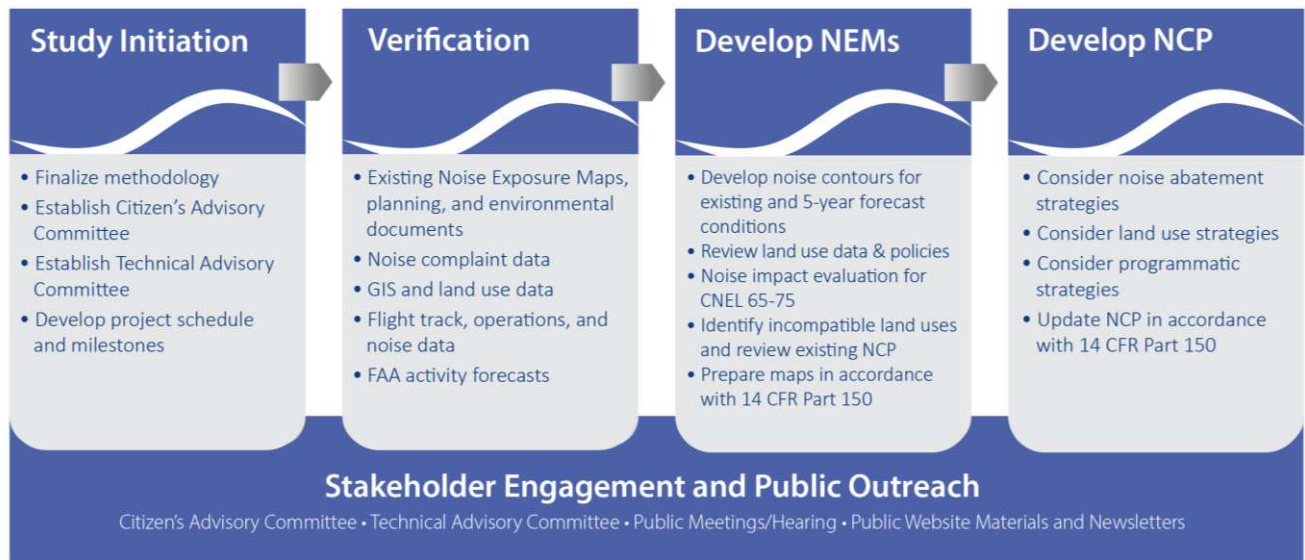 Study Initiation
• Finalize methodology
• Establish Citizen's Advisory
Committee
• Establish Technical Advisory
Committee
• Develop project schedule
and milestones
Verification
• Existing Noise Exposure Maps,
planning, and environmental
documents
• Noise complaint data
• GIS and land use data
• Flight track, operations, and
noise data
• FAA activity forecasts
Develop NEMs
• Develop noise contours for
existing and 5-year forecast
conditions
• Review land use data & policies
• Noise impact evaluation for
CNEL 65-75
• Identify incompatible land uses
and review existing NCP
• Prepare maps in accordance
with 14 CFR Part 150
Develop NCP
• Consider noise abatement
strategies
• Consider land use strategies
• Consider programmatic
strategies
• Update NCP in accordance
with 14 CFR Part 150
Stakeholder Engagement and Public Outreach
Citizen's Advisory Committee • Technical Advisory Committee • Public Meetings/Hearing • Public Website Materials and Newsletters